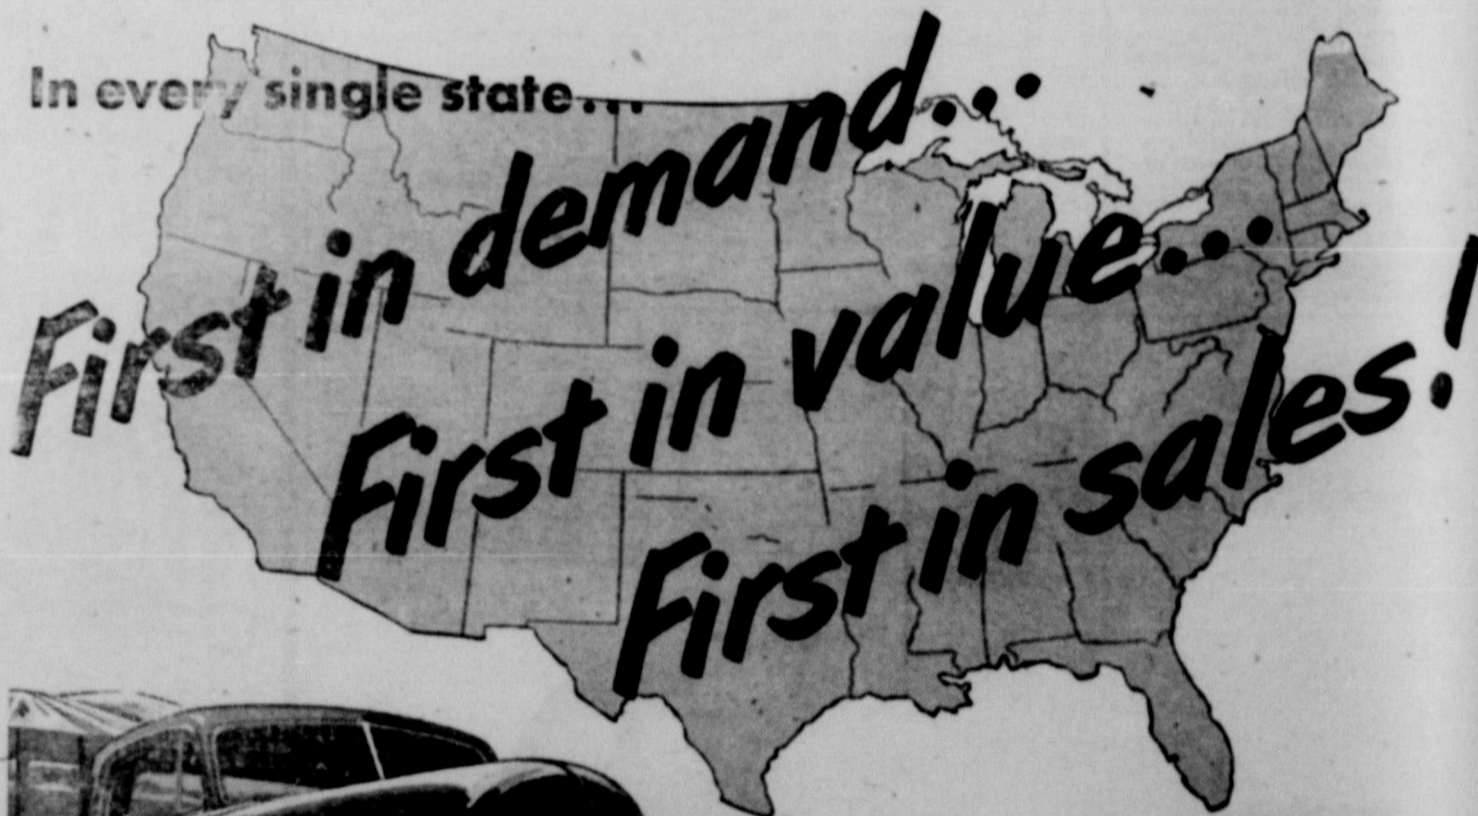 In every single state...
First in demand...
First in value...
First in sales!